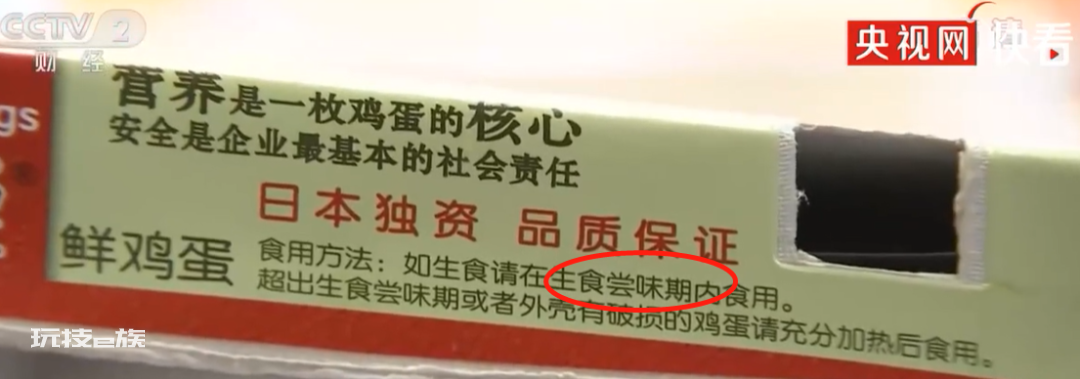 CCTV 2
财 经
央视网
快看
gs
®
营养是一枚鸡蛋的核心
安全是企业最基本的社会责任
日本独资 品质保证
鲜鸡蛋
食用方法：如生食请在生食尝味期内食用。
超出生食尝味期或者外壳有破损的鸡蛋请充分加热后食用。
玩技e族